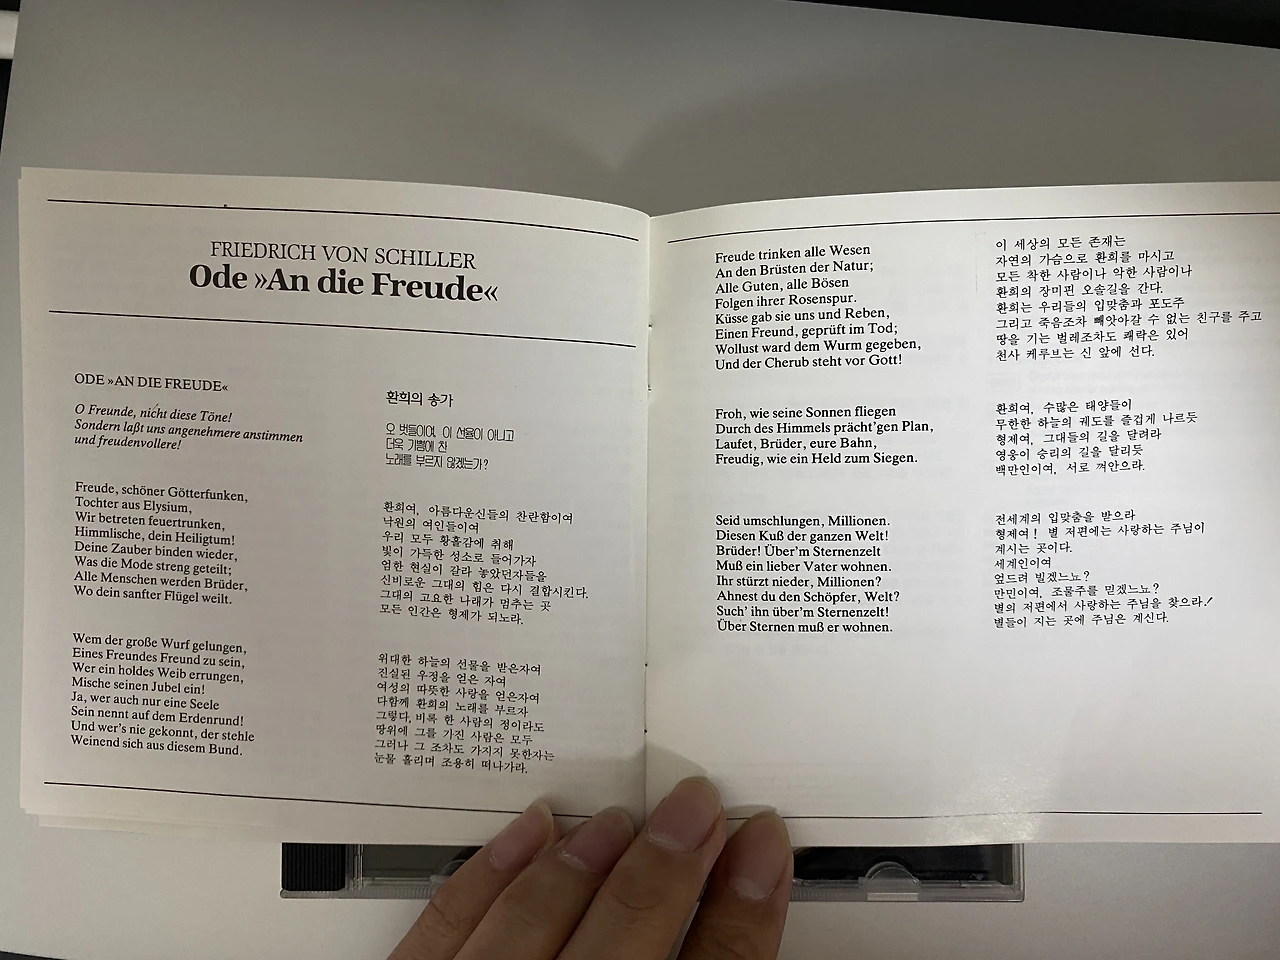 FRIEDRICH VON SCHILLER
Ode »An die Freude«
ODE »AN DIE FREUDE«
O Freunde, nicht diese Töne!
Sondern laßt uns angenehmere anstimmen
und freudenvollere!
Freude, schöner Götterfunken,
Tochter aus Elysium,
Wir betreten feuertrunken,
Himmlische, dein Heiligtum!
Deine Zauber binden wieder,
Was die Mode streng geteilt;
Alle Menschen werden Brüder,
Wo dein sanfter Flügel weilt.
Wem der große Wurf gelungen,
Eines Freundes Freund zu sein,
Wer ein holdes Weib errungen,
Mische seinen Jubel ein!
Ja, wer auch nur eine Seele
Sein nennt auf dem Erdenrund!
Und wer's nie gekonnt, der stehle
Weinend sich aus diesem Bund.
환희의 송가
오 벗들이여, 이 선율이 아니고
더욱 기쁨에 찬
노래를 부르지 않겠는가?
환희여, 아름다운신들의 찬란함이여
낙원의 여인들이여
우리 모두 황홀감에 취해
빛이 가득한 성소로 들어가자
엄한 현실이 갈라 놓았던자들을
신비로운 그대의 힘은 다시 결합시킨다.
그대의 고요한 나래가 멈추는 곳
모든 인간은 형제가 되노라.
위대한 하늘의 선물을 받은자여
진실된 우정을 얻은 자여
여성의 따뜻한 사랑을 얻은자여
다함께 환희의 노래를 부르자
그렇다, 비록 한 사람의 정이라도
땅위에 그를 가진 사람은 모두
그러나 그 조차도 가지지 못한자는
눈물 흘리며 조용히 떠나가라.
Freude trinken alle Wesen
An den Brüsten der Natur;
Alle Guten, alle Bösen
Folgen ihrer Rosenspur.
Küsse gab sie uns und Reben,
Einen Freund, geprüft im Tod;
Wollust ward dem Wurm gegeben,
Und der Cherub steht vor Gott!
Froh, wie seine Sonnen fliegen
Durch des Himmels prächt'gen Plan,
Laufet, Brüder, eure Bahn,
Freudig, wie ein Held zum Siegen.
Seid umschlungen, Millionen.
Diesen Kuß der ganzen Welt!
Brüder! Über'm Sternenzelt
Muß ein lieber Vater wohnen.
Ihr stürzt nieder, Millionen?
Ahnest du den Schöpfer, Welt?
Such' ihn über'm Sternenzelt!
Über Sternen muß er wohnen.
이 세상의 모든 존재는
자연의 가슴으로 환희를 마시고
모든 착한 사람이나 악한 사람이나
환희의 장미핀 오솔길을 간다.
환희는 우리들의 입맞춤과 포도주
그리고 죽음조차 빼앗아갈 수 없는 친구를 주고
땅을 기는 벌레조차도 쾌락은 있어
천사 케루브는 신 앞에 선다.
환희여, 수많은 태양들이
무한한 하늘의 궤도를 즐겁게 나르듯
형제여, 그대들의 길을 달려라
영웅이 승리의 길을 달리듯
백만인이여, 서로 껴안으라.
전세계의 입맞춤을 받으라
형제여! 별 저편에는 사랑하는 주님이
계시는 곳이다.
세계인이여
엎드려 빌겠느뇨?
만민이여, 조물주를 믿겠느뇨?
별의 저편에서 사랑하는 주님을 찾으라!
별들이 지는 곳에 주님은 계신다.